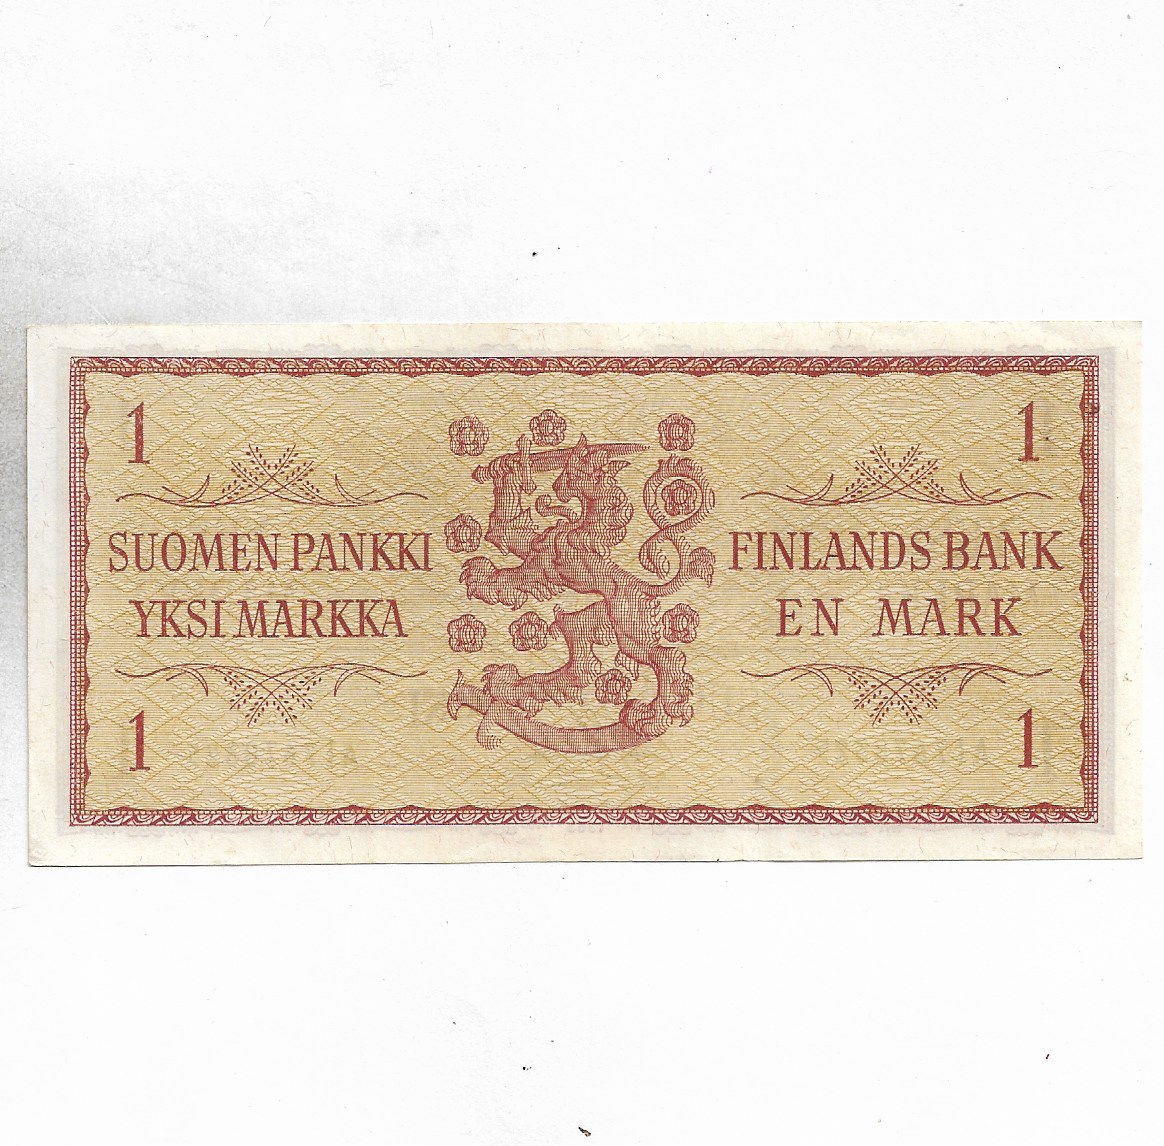 1 1
SUOMEN PANKKI FINLANDS BANK
YKSI MARKKA EN MARK
1 1